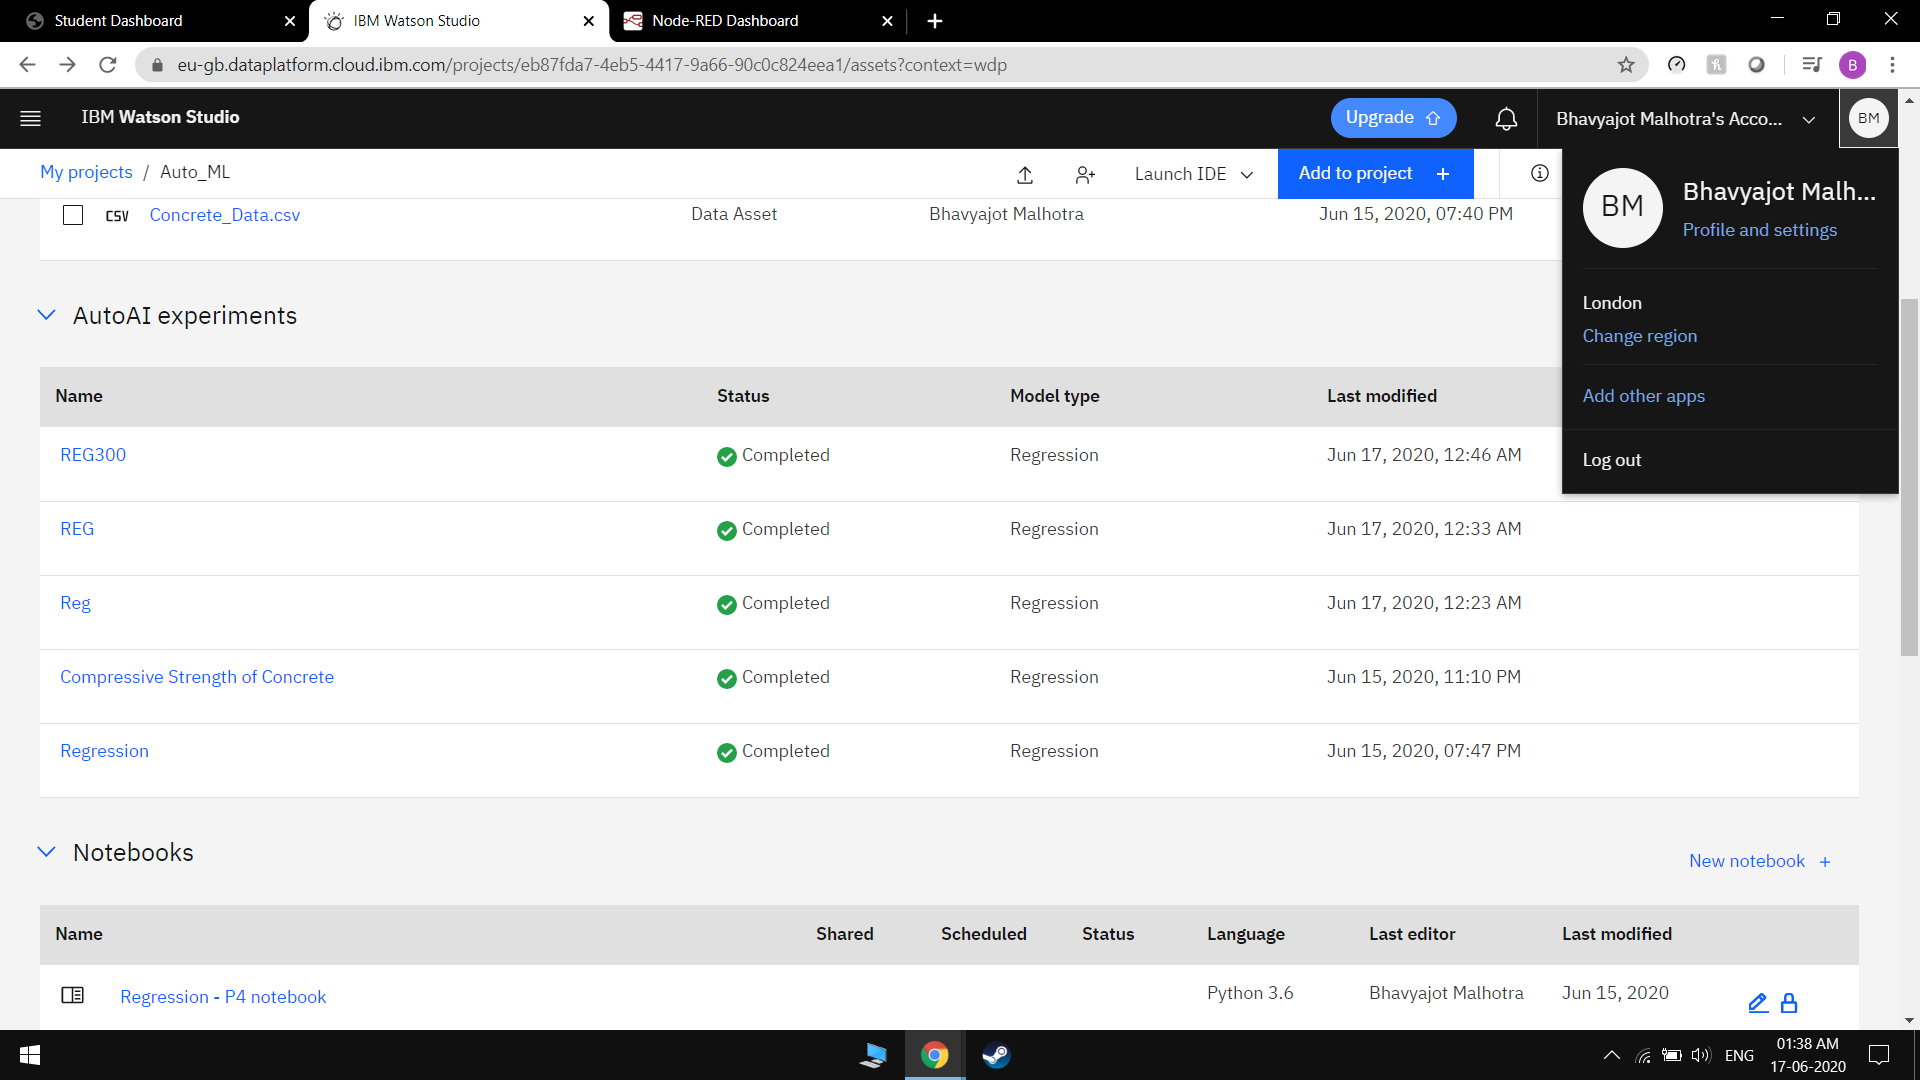 Student Dashboard
IBM Watson Studio
Node-RED Dashboard
eu-gb.dataplatform.cloud.ibm.com/projects/eb87fda7-4eb5-4417-9a66-90c0c824eea1/assets?context=wdp
B
IBM Watson Studio
Upgrade
Bhavyajot Malhotra's Acco...
BM
My projects / Auto_ML
Launch IDE
Add to project +
BM
Bhavyajot Malh...
Profile and settings
CSV Concrete_Data.csv Data Asset Bhavyajot Malhotra Jun 15, 2020, 07:40 PM
London
Change region
Add other apps
Log out
AutoAI experiments
Name Status Model type Last modified
REG300 Completed Regression Jun 17, 2020, 12:46 AM
REG Completed Regression Jun 17, 2020, 12:33 AM
Reg Completed Regression Jun 17, 2020, 12:23 AM
Compressive Strength of Concrete Completed Regression Jun 15, 2020, 11:10 PM
Regression Completed Regression Jun 15, 2020, 07:47 PM
Notebooks
New notebook +
Name Shared Scheduled Status Language Last editor Last modified
Regression - P4 notebook Python 3.6 Bhavyajot Malhotra Jun 15, 2020
ENG
01:38 AM
17-06-2020